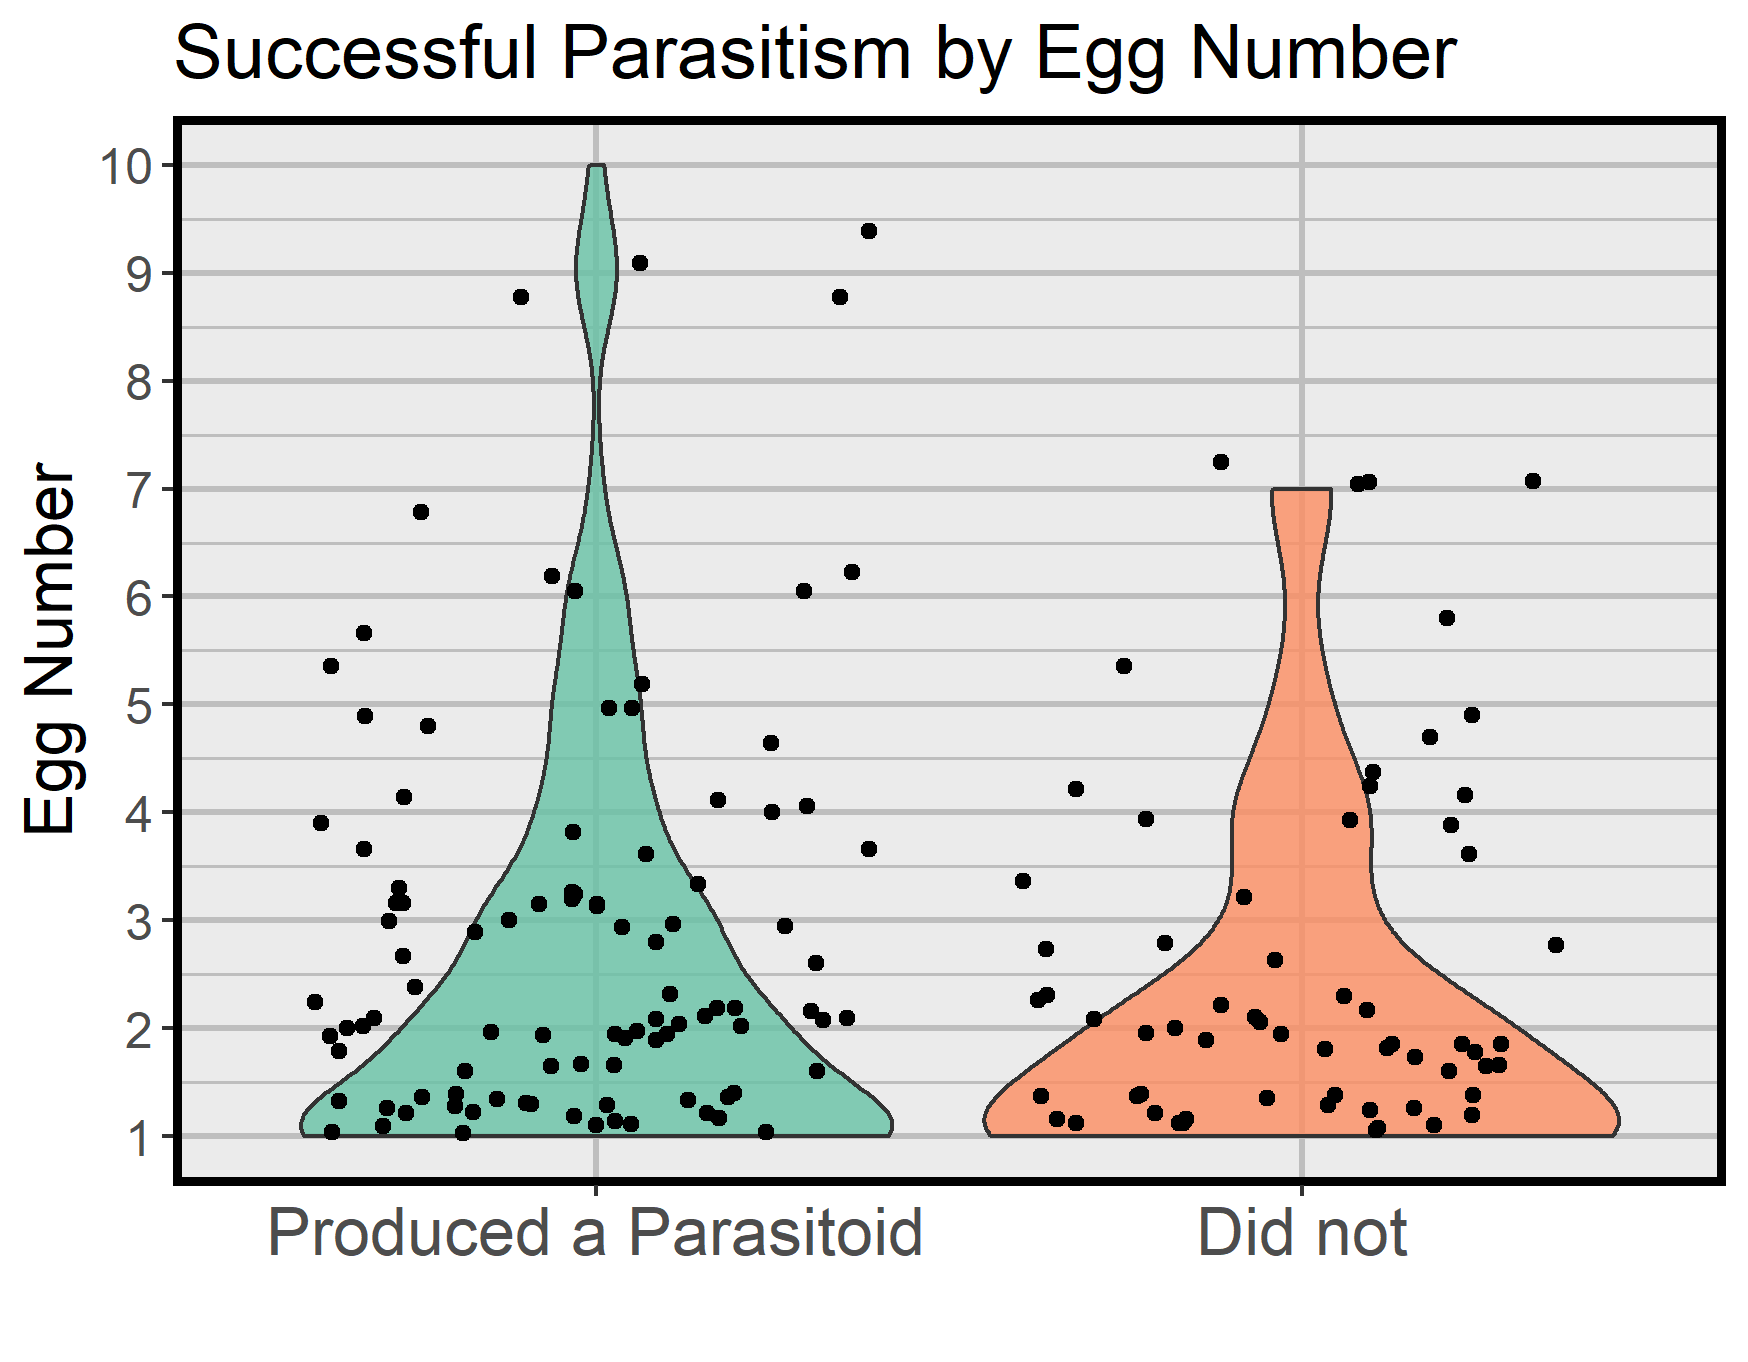 Successful Parasitism by Egg Number
Egg Number
10
9
8
7
6
5
4
3
2
1
Produced a Parasitoid
Did not